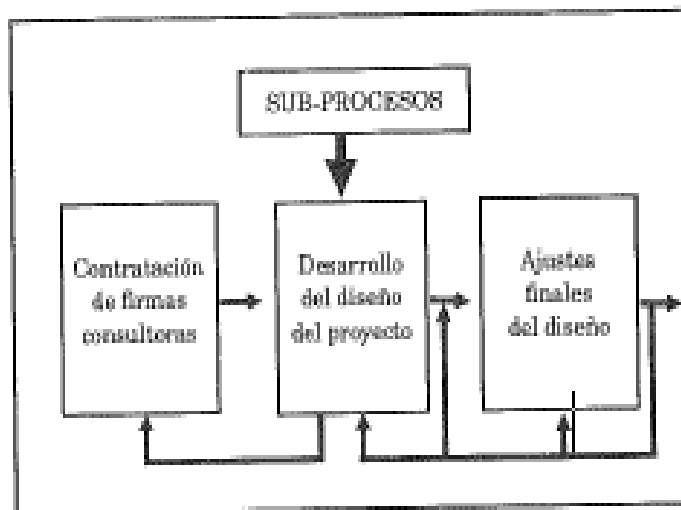 SUB-PROCESOS
Contratación
de firmas
consultoras
Desarrollo
del diseño
del proyecto
Ajustes
finales
del diseño